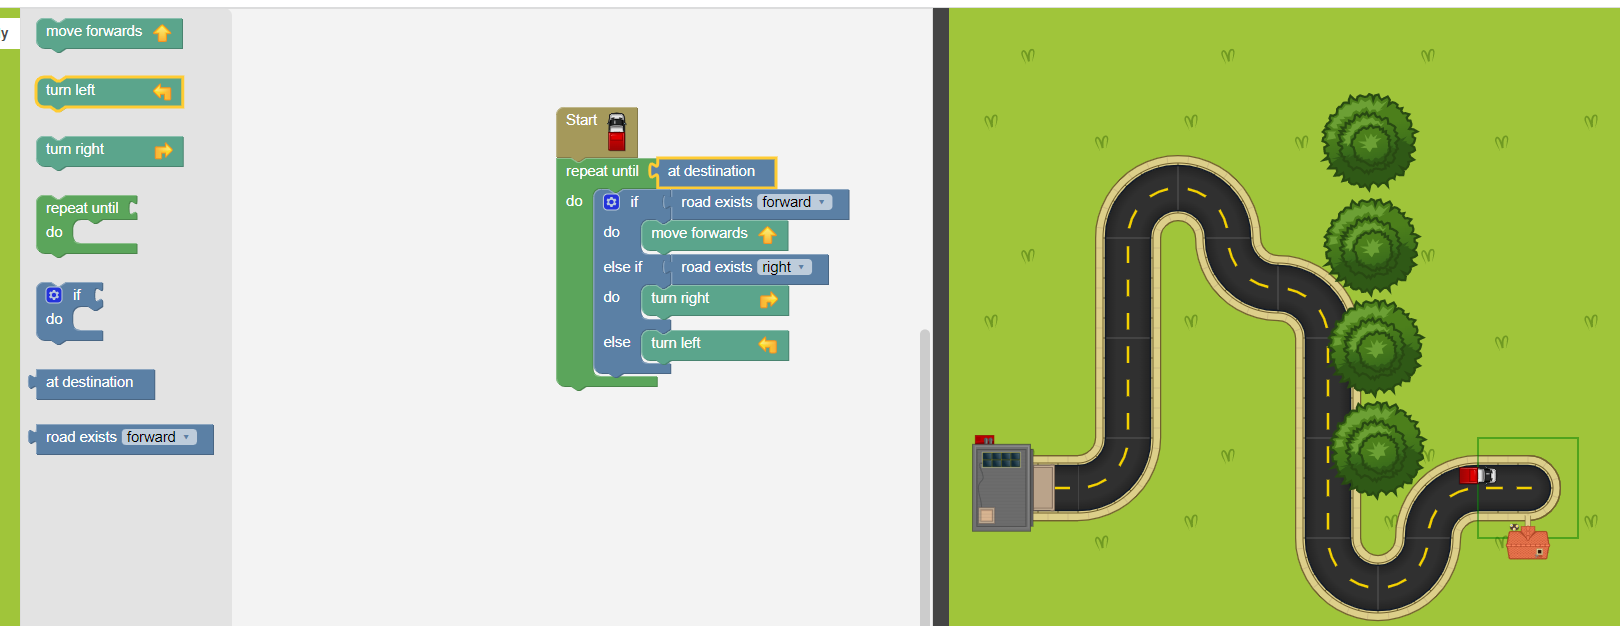 y
move forwards
turn left
turn right
repeat until
do
if
do
at destination
road exists forward
Start
repeat until at destination
do if road exists forward
do move forwards
else if road exists right
do turn right
else turn left